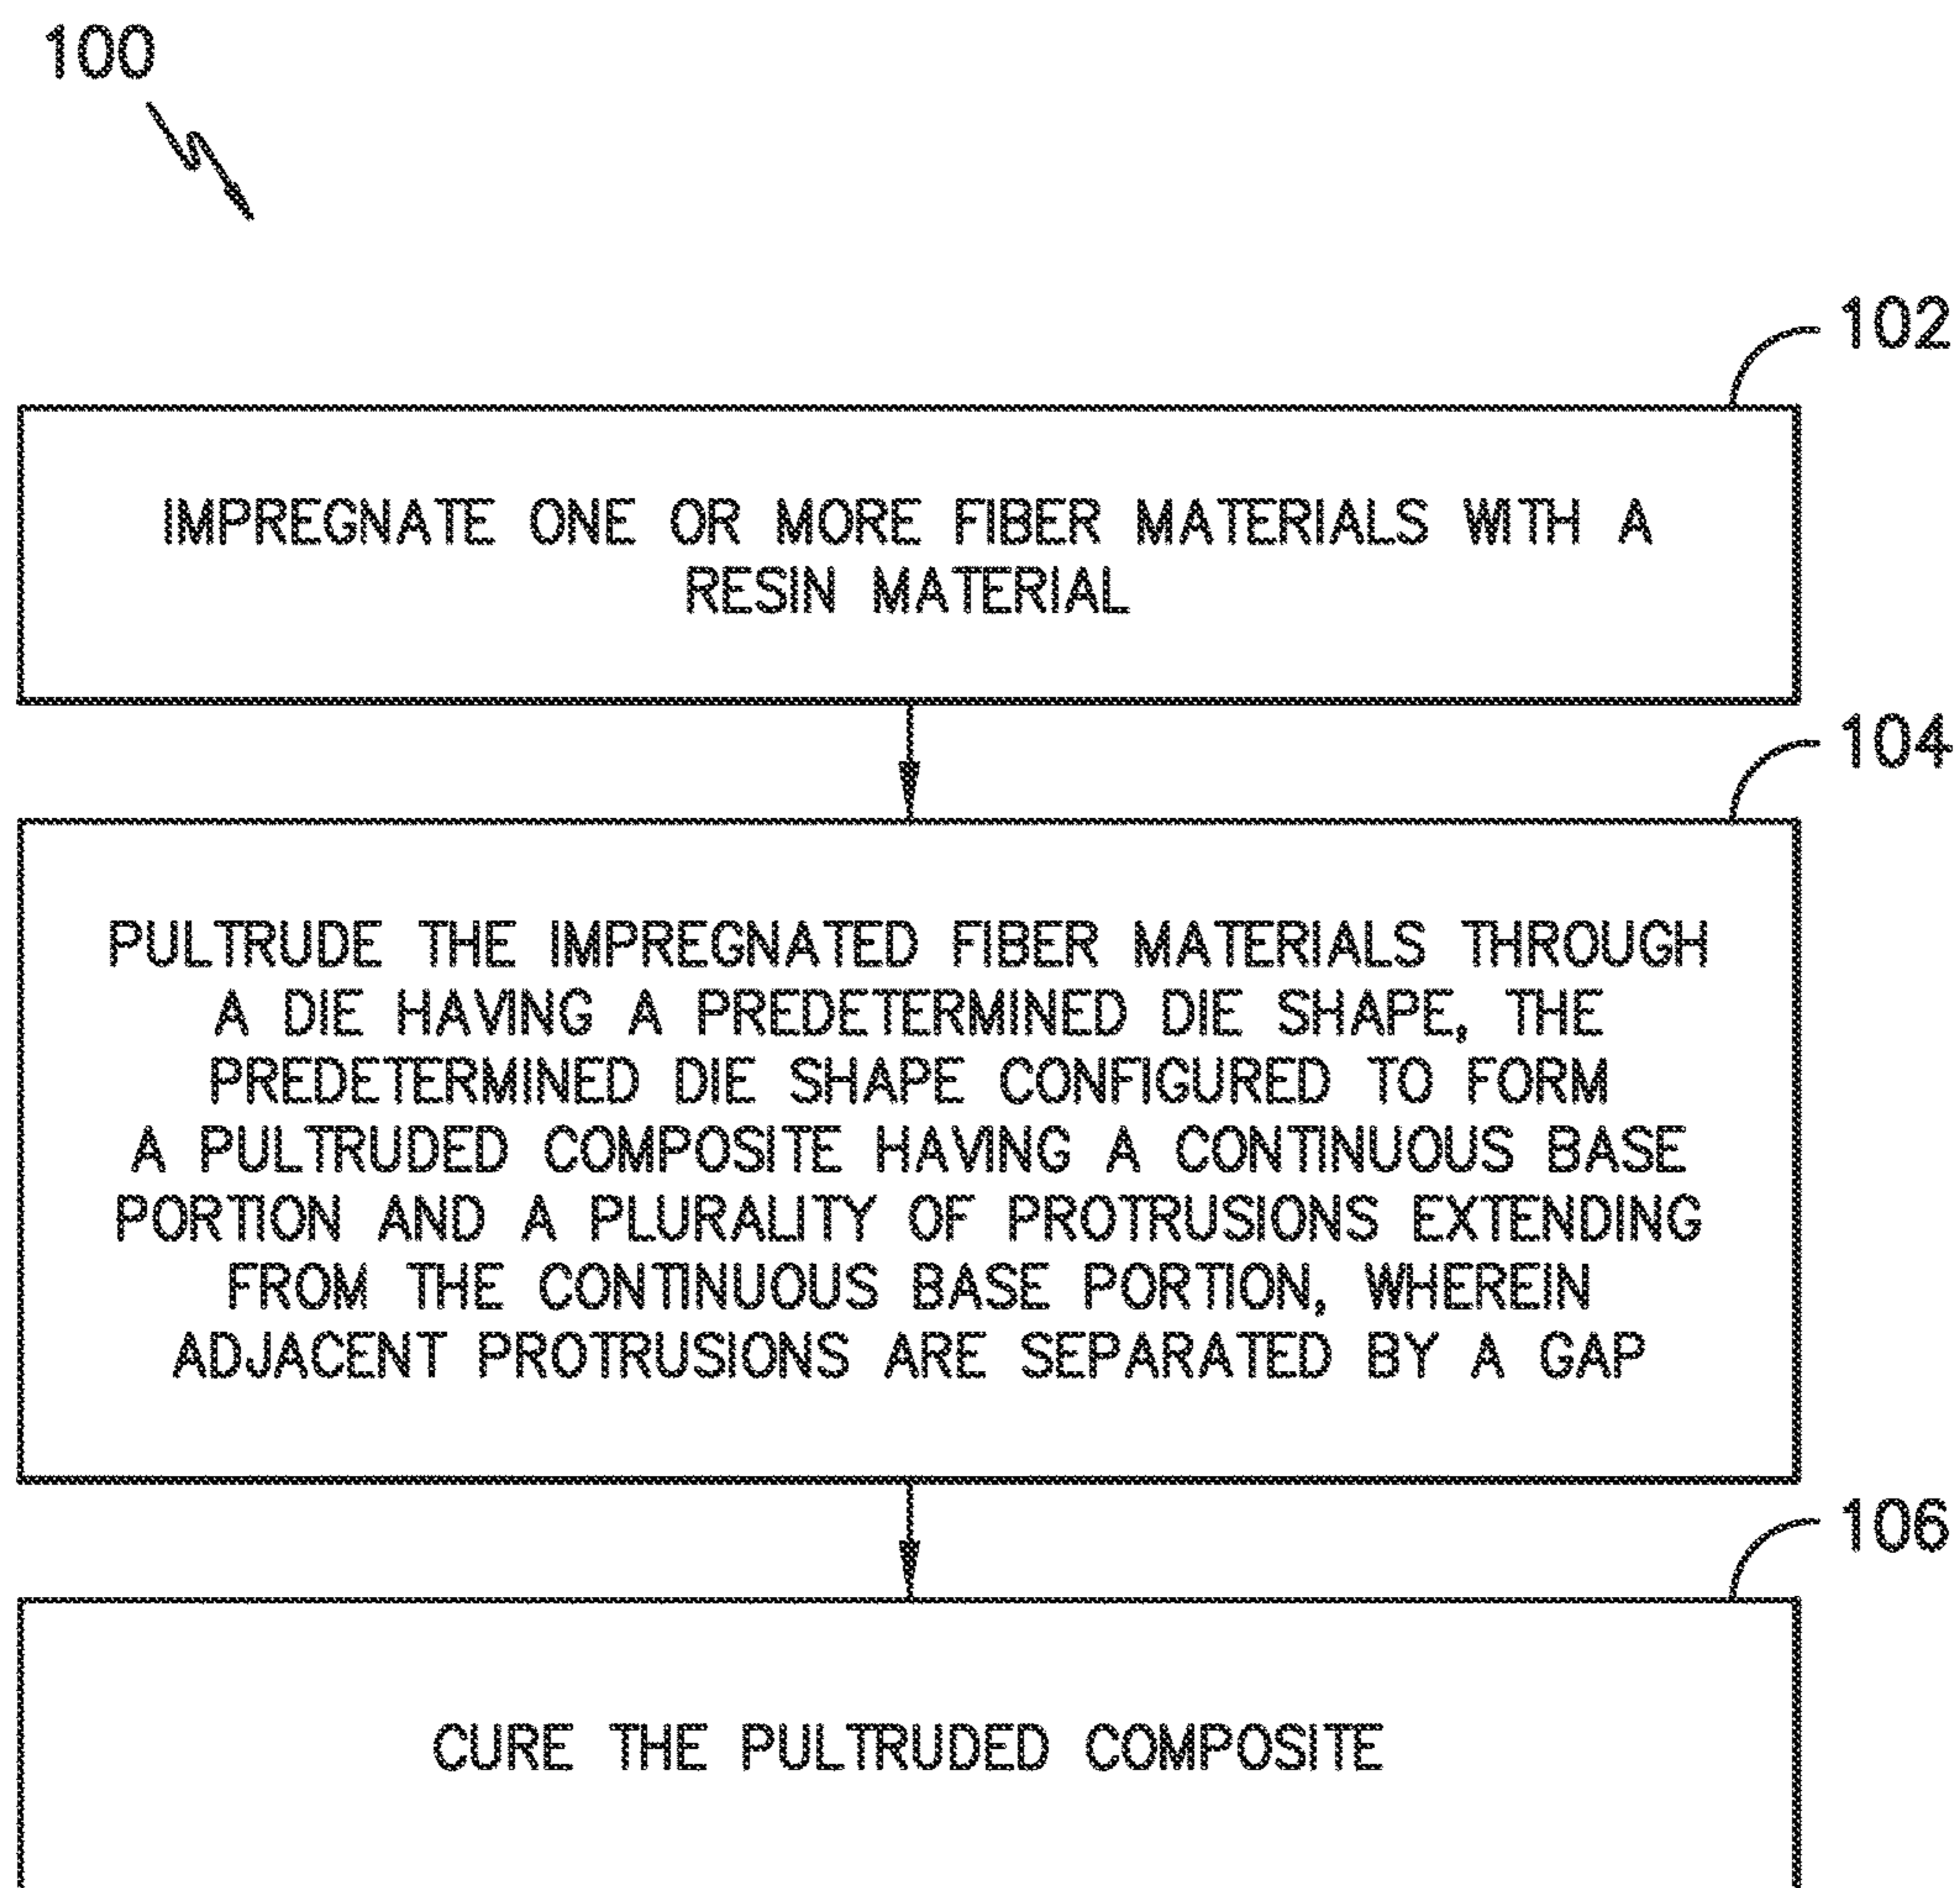 100
102
IMPREGNATE ONE OR MORE FIBER MATERIALS WITH A
RESIN MATERIAL
104
PULTRUDE THE IMPREGNATED FIBER MATERIALS THROUGH
A DIE HAVING A PREDETERMINED DIE SHAPE, THE
PREDETERMINED DIE SHAPE CONFIGURED TO FORM
A PULTRUDED COMPOSITE HAVING A CONTINUOUS BASE
PORTION AND A PLURALITY OF PROTRUSIONS EXTENDING
FROM THE CONTINUOUS BASE PORTION, WHEREIN
ADJACENT PROTRUSIONS ARE SEPARATED BY A GAP
106
CURE THE PULTRUDED COMPOSITE